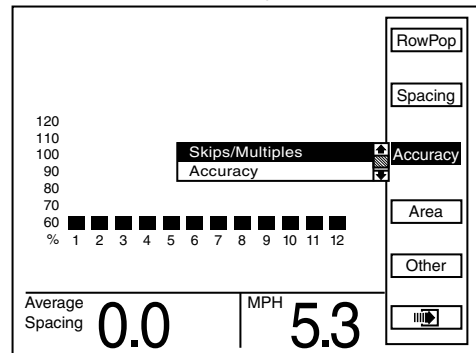 RowPop
Spacing
120
110
100
90
80
70
60
% 1 2 3 4 5 6 7 8 9 10 11 12
Skips/Multiples
Accuracy
Accuracy
Area
Other
Average
Spacing 0.0
MPH 5.3